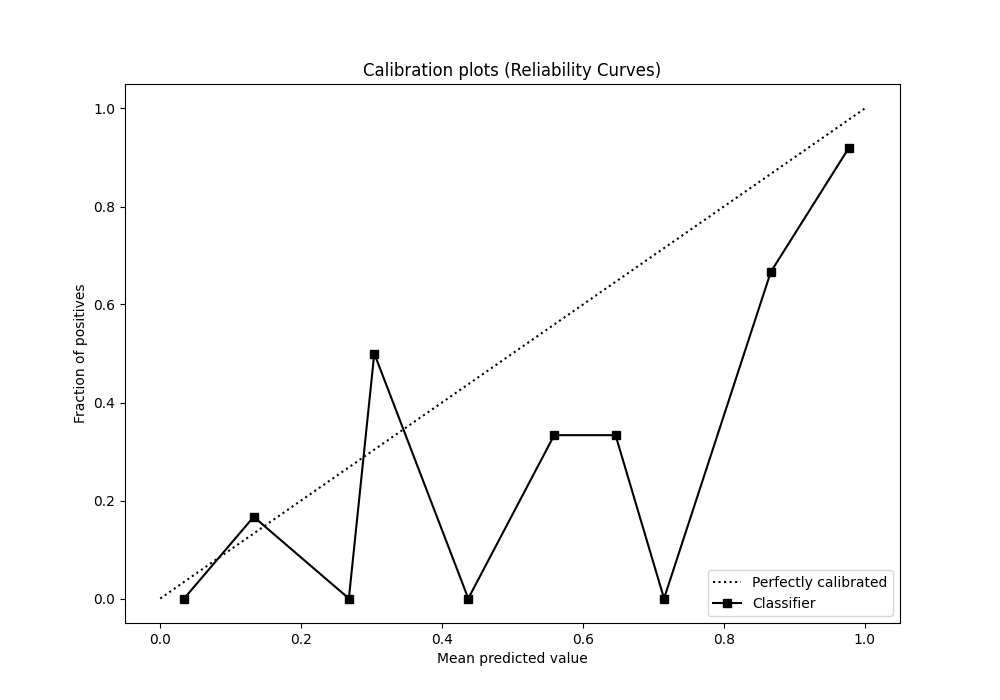 Calibration plots (Reliability Curves)
1.0
0.8
0.6
0.4
0.2
0.0
Fraction of positives
0.0 0.2 0.4 0.6 0.8 1.0
Mean predicted value
Perfectly calibrated
Classifier